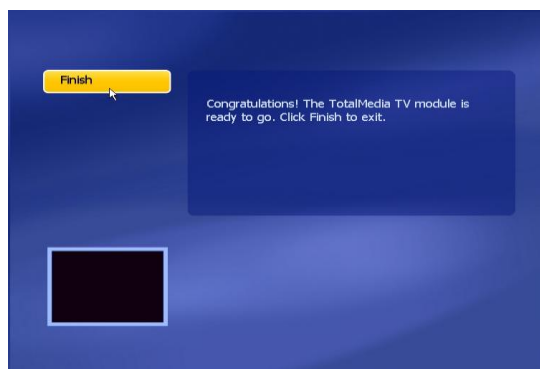 Finish
Congratulations! The TotalMedia TV module is
ready to go. Click Finish to exit.